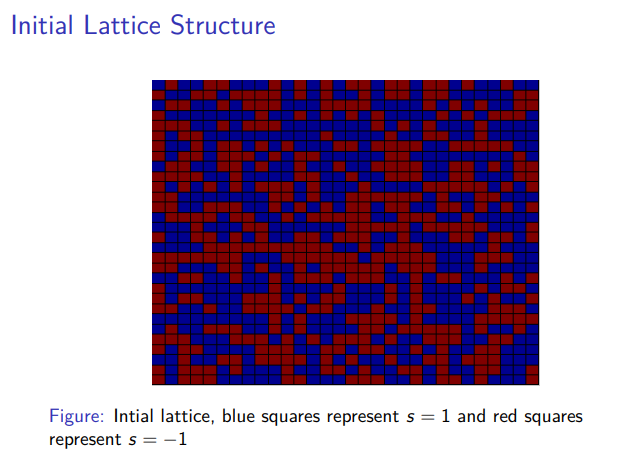 Initial Lattice Structure
Figure: Intial lattice, blue squares represent s = 1 and red squares
represent s = −1